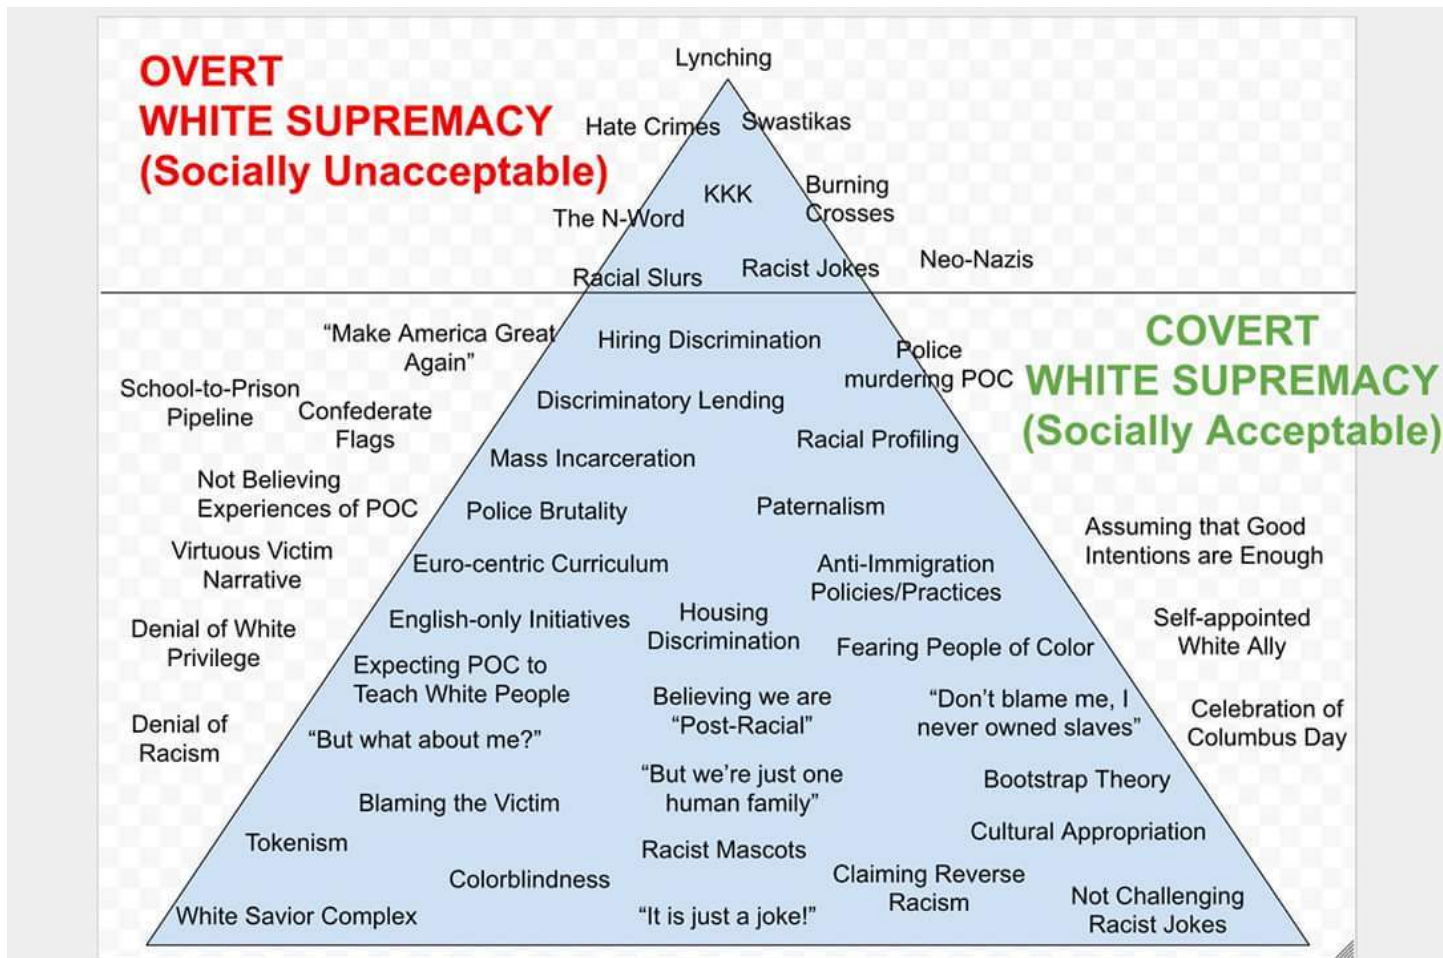 Lynching
OVERT
WHITE SUPREMACY
(Socially Unacceptable)
Hate Crimes
Swastikas
KKK
Burning
Crosses
The N-Word
Neo-Nazis
Racial Slurs
Racist Jokes
COVERT
WHITE SUPREMACY
(Socially Acceptable)
“Make America Great
Again”
Hiring Discrimination
Police
murdering POC
School-to-Prison
Pipeline
Confederate
Flags
Discriminatory Lending
Racial Profiling
Mass Incarceration
Not Believing
Experiences of POC
Police Brutality
Paternalism
Assuming that Good
Intentions are Enough
Virtuous Victim
Narrative
Euro-centric Curriculum
Anti-Immigration
Policies/Practices
English-only Initiatives
Housing
Discrimination
Self-appointed
White Ally
Denial of White
Privilege
Fearing People of Color
Expecting POC to
Teach White People
Believing we are
“Post-Racial”
“Don’t blame me, I
never owned slaves”
Celebration of
Columbus Day
Denial of
Racism
“But what about me?”
“But we’re just one
human family”
Bootstrap Theory
Blaming the Victim
Cultural Appropriation
Tokenism
Racist Mascots
Colorblindness
Claiming Reverse
Racism
Not Challenging
Racist Jokes
White Savior Complex
“It is just a joke!”